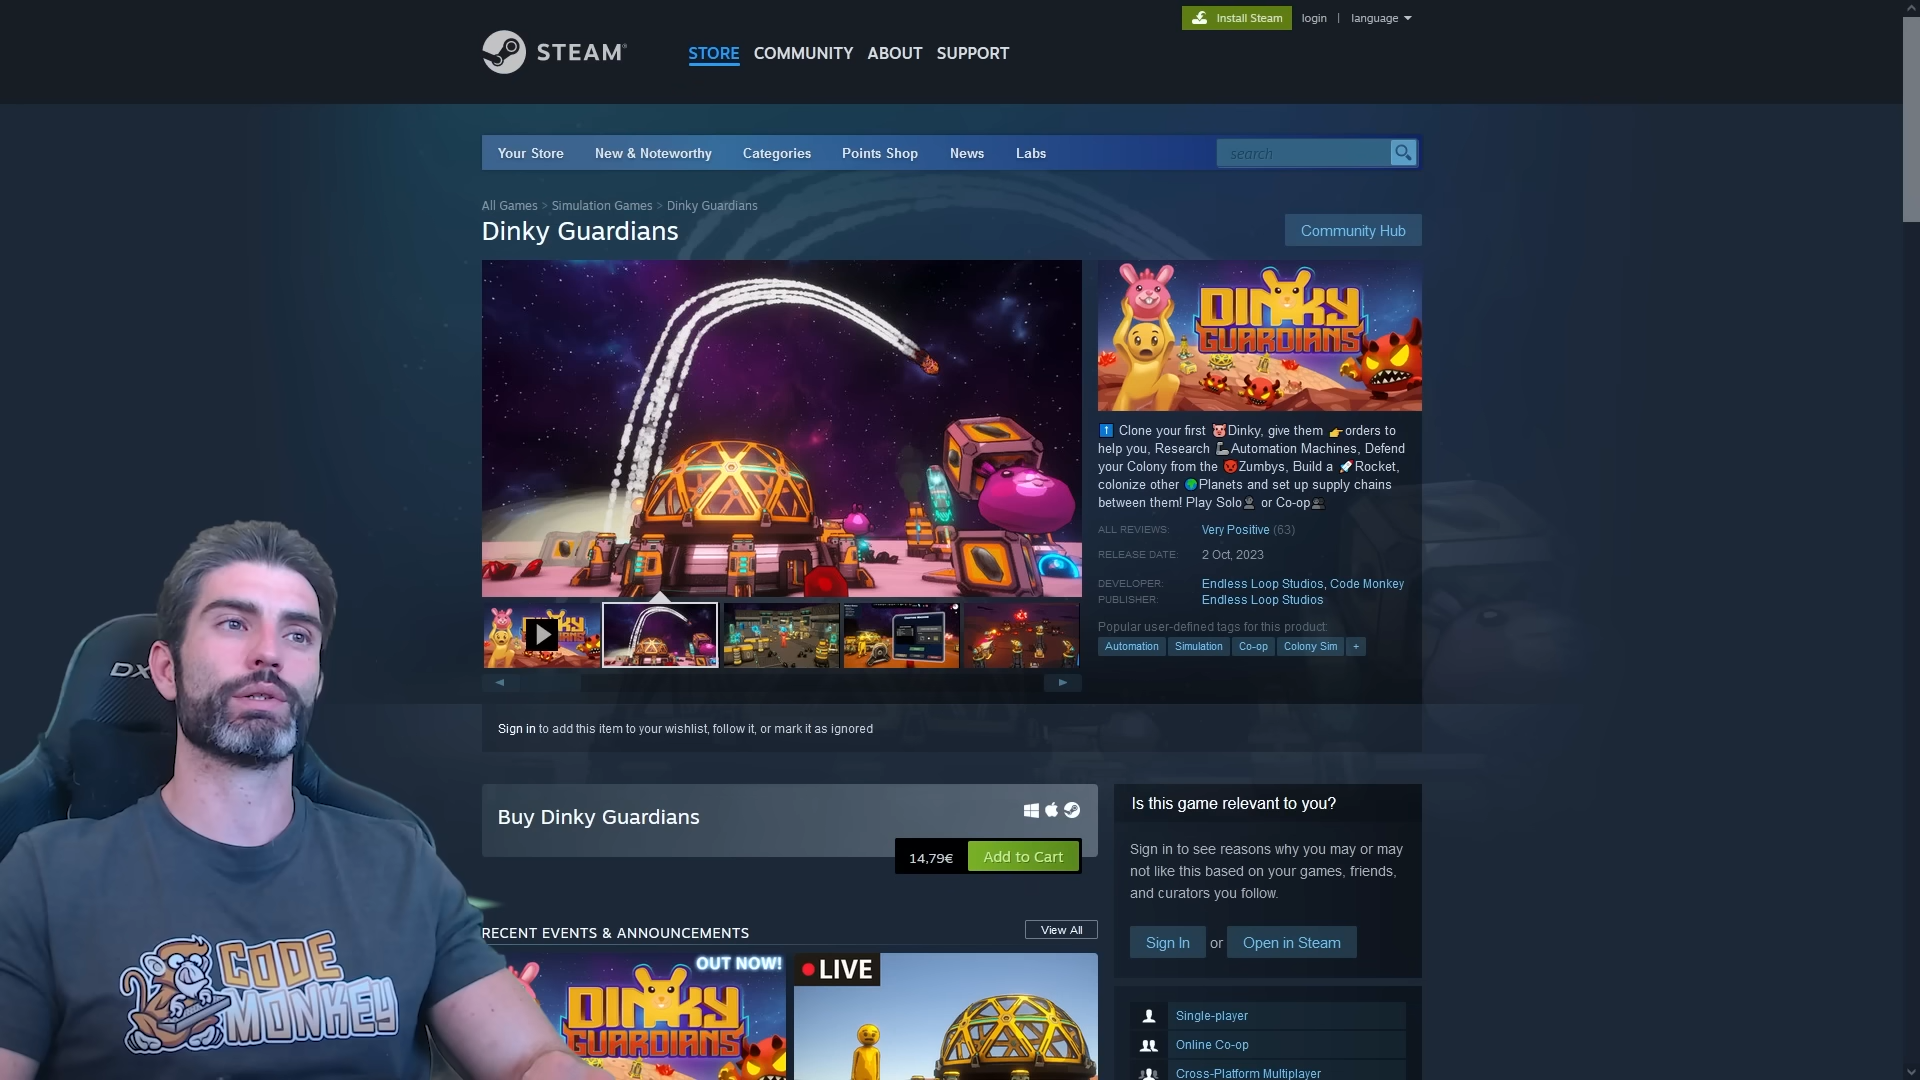 Install Steam
login | language
STEAM
STORE COMMUNITY ABOUT SUPPORT
Your Store New & Noteworthy Categories Points Shop News Labs
search
All Games > Simulation Games > Dinky Guardians
Dinky Guardians
Community Hub
DINKY
GUARDIANS
Clone your first Dinky, give them orders to
help you, Research Automation Machines, Defend
your Colony from the Zumbys, Build a Rocket,
colonize other Planets and set up supply chains
between them! Play Solo or Co-op
ALL REVIEWS: Very Positive (63)
RELEASE DATE: 2 Oct, 2023
DEVELOPER: Endless Loop Studios, Code Monkey
PUBLISHER: Endless Loop Studios
Popular user-defined tags for this product:
Automation Simulation Co-op Colony Sim +
Sign in to add this item to your wishlist, follow it, or mark it as ignored
Buy Dinky Guardians
14,79€ Add to Cart
Is this game relevant to you?
Sign in to see reasons why you may or may
not like this based on your games, friends,
and curators you follow.
Sign In or Open in Steam
RECENT EVENTS & ANNOUNCEMENTS
View All
OUT NOW!
DINKY
GUARDIANS
LIVE
Single-player
Online Co-op
Cross-Platform Multiplayer
DX
CODE
MONKEY